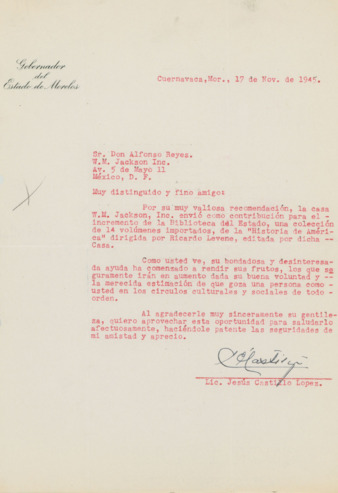 Gobernador
del
Estado de Morelos
Cuernavaca,Mor., 17 de Nov. de 1945.
Sr. Don Alfonso Reyes.
W.M. Jackson Inc.
Av. 5 de Mayo 11
México, D. F.
Muy distinguido y fino Amigo:
Por su muy valiosa recomendación, la casa
W.M. Jackson, Inc. envió como contribución para el -
incremento de la Biblioteca del Estado, una colección
de 14 volúmenes importados, de la "Historia de Améri-
ca" dirigida por Ricardo Levene, editada por dicha --
Casa.
Como usted ve, su bondadosa y desinteresa-
da ayuda ha comenzado a rendir sus frutos, los que se
guramente irán en aumento dada su buena voluntad y --
la merecida estimación de que goza una persona como -
usted en los círculos culturales y sociales de todo -
orden.
Al agradecerle muy sinceramente su gentile-
za, quiero aprovechar esta oportunidad para saludarlo
afectuosamente, haciéndole patente las seguridades de
mi amistad y aprecio.
Lic. Jesús Castillo López.